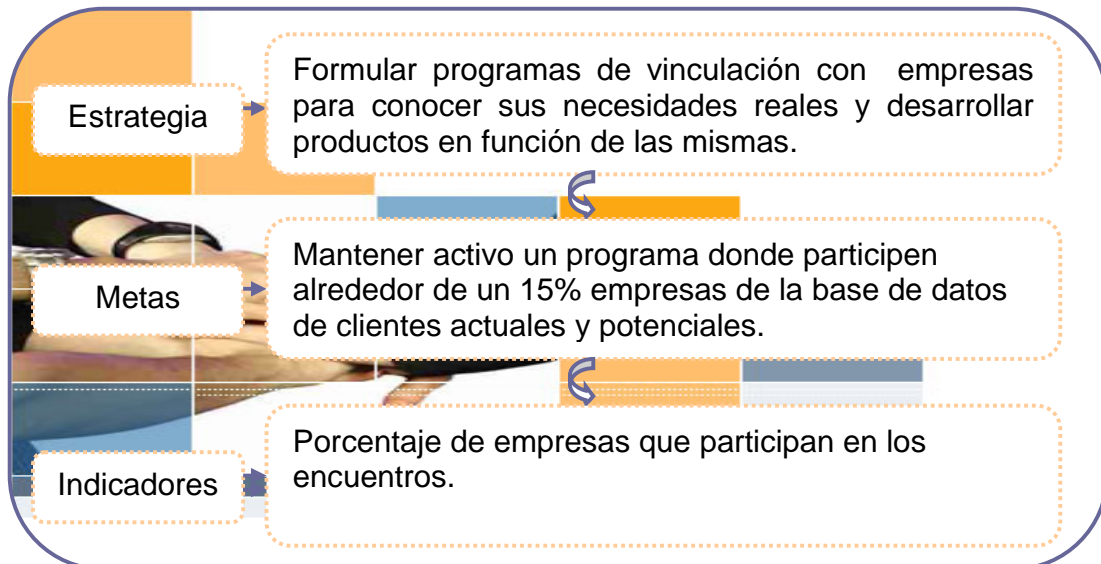 Estrategia
Formular programas de vinculación con empresas
para conocer sus necesidades reales y desarrollar
productos en función de las mismas.
Metas
Mantener activo un programa donde participen
alrededor de un 15% empresas de la base de datos
de clientes actuales y potenciales.
Indicadores
Porcentaje de empresas que participan en los
encuentros.